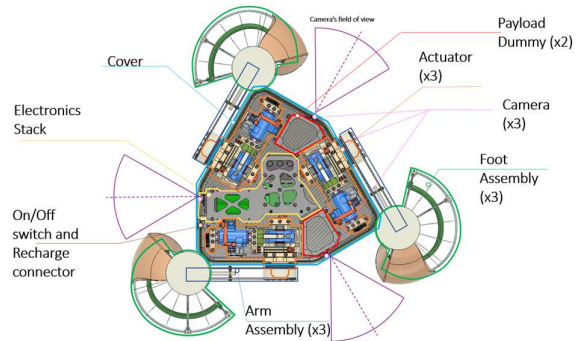 Camera's field of view
Payload
Dummy (x2)
Actuator
(x3)
Cover
Camera
(x3)
Electronics
Stack
Foot
Assembly
(x3)
On/Off
switch and
Recharge
connector
Arm
Assembly (x3)